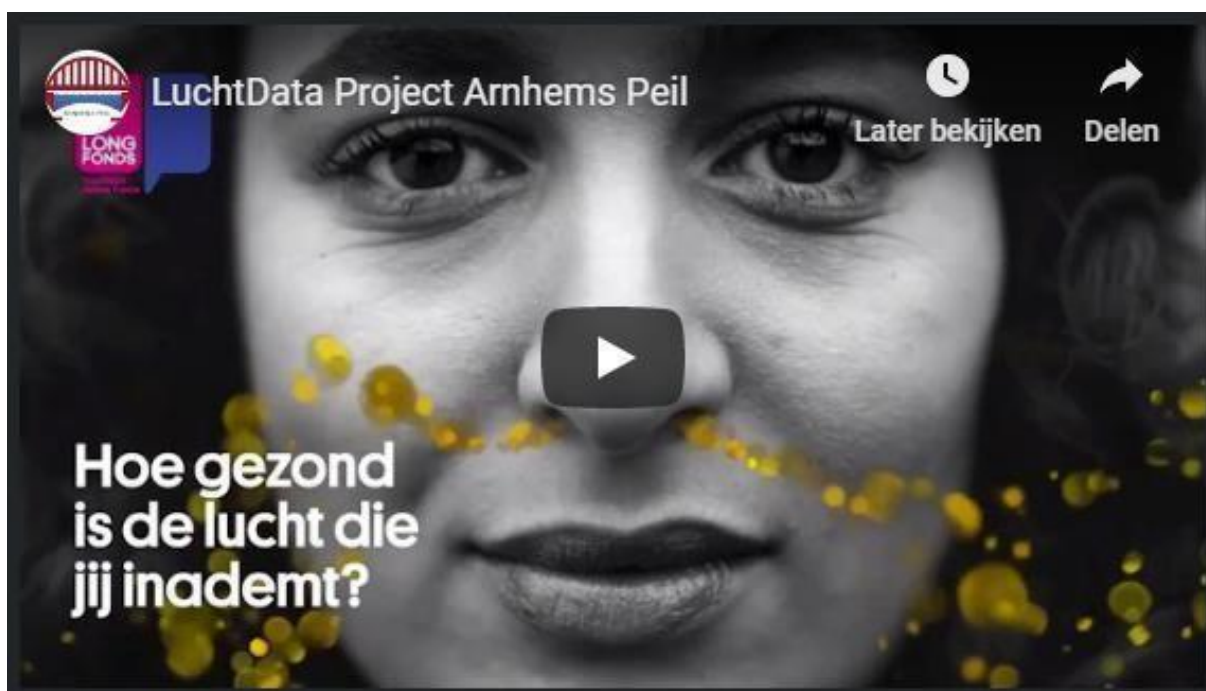 LuchtData Project Arnhems Peil
Later bekijken
Delen
LONG
FONDS
Hoe gezond
is de lucht die
jij inademt?